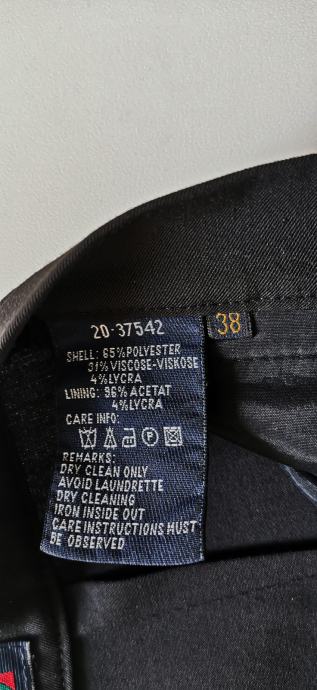 20-37542
38
SHELL: 65%POLYESTER
31%VISCOSE-VISKOSE
4%LYCRA
LINING: 96% ACETAT
4%LYCRA
CARE INFO:
P
REMARKS:
DRY CLEAN ONLY
AVOID LAUNDRETTE
DRY CLEANING
IRON INSIDE OUT
CARE INSTRUCTIONS MUST
BE OBSERVED